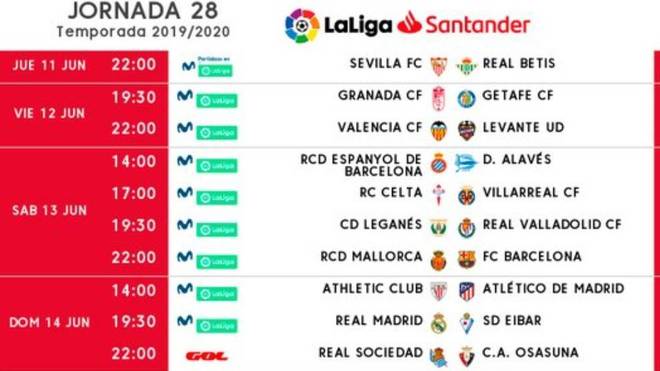 JORNADA 28
Temporada 2019/2020
LaLiga Santander
JUE 11 JUN 22:00 LaLiga SEVILLA FC REAL BETIS
VIE 12 JUN
19:30 LaLiga GRANADA CF GETAFE CF
22:00 LaLiga VALENCIA CF LEVANTE UD
SAB 13 JUN
14:00 LaLiga RCD ESPANYOL DE
BARCELONA D. ALAVÉS
17:00 LaLiga RC CELTA VILLARREAL CF
19:30 LaLiga CD LEGANÉS REAL VALLADOLID CF
22:00 LaLiga RCD MALLORCA FC BARCELONA
DOM 14 JUN
14:00 LaLiga ATHLETIC CLUB ATLÉTICO DE MADRID
19:30 LaLiga REAL MADRID SD EIBAR
22:00 GOL REAL SOCIEDAD C.A. OSASUNA